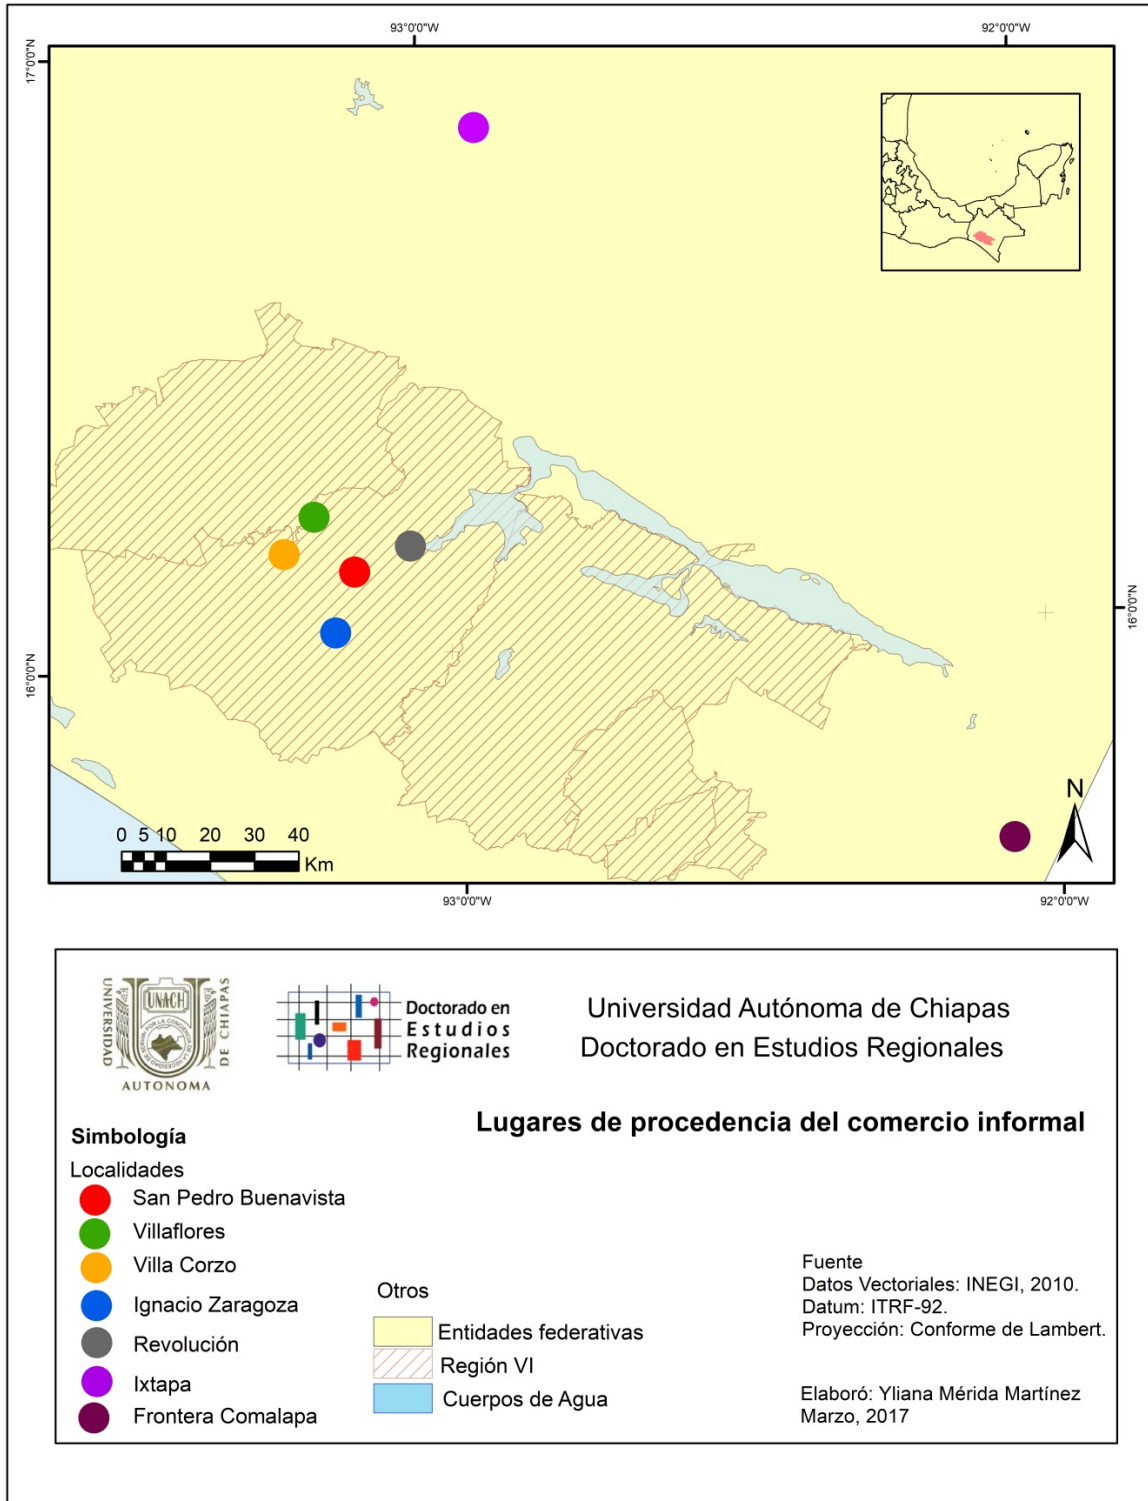 93°0'0"W
92°0'0"W
17°0'0"N
16°0'0"N
16°0'0"N
N
0 5 10 20 30 40
Km
93°0'0"W
92°0'0"W
UNIVERSIDAD
UNACH
DE CHIAPAS
AUTONOMA
Doctorado en
Estudios
Regionales
Universidad Autónoma de Chiapas
Doctorado en Estudios Regionales
Lugares de procedencia del comercio informal
Simbología
Localidades
San Pedro Buenavista
Villaflores
Villa Corzo
Ignacio Zaragoza
Revolución
Ixtapa
Frontera Comalapa
Otros
Entidades federativas
Región VI
Cuerpos de Agua
Fuente
Datos Vectoriales: INEGI, 2010.
Datum: ITRF-92.
Proyección: Conforme de Lambert.
Elaboró: Yliana Mérida Martínez
Marzo, 2017